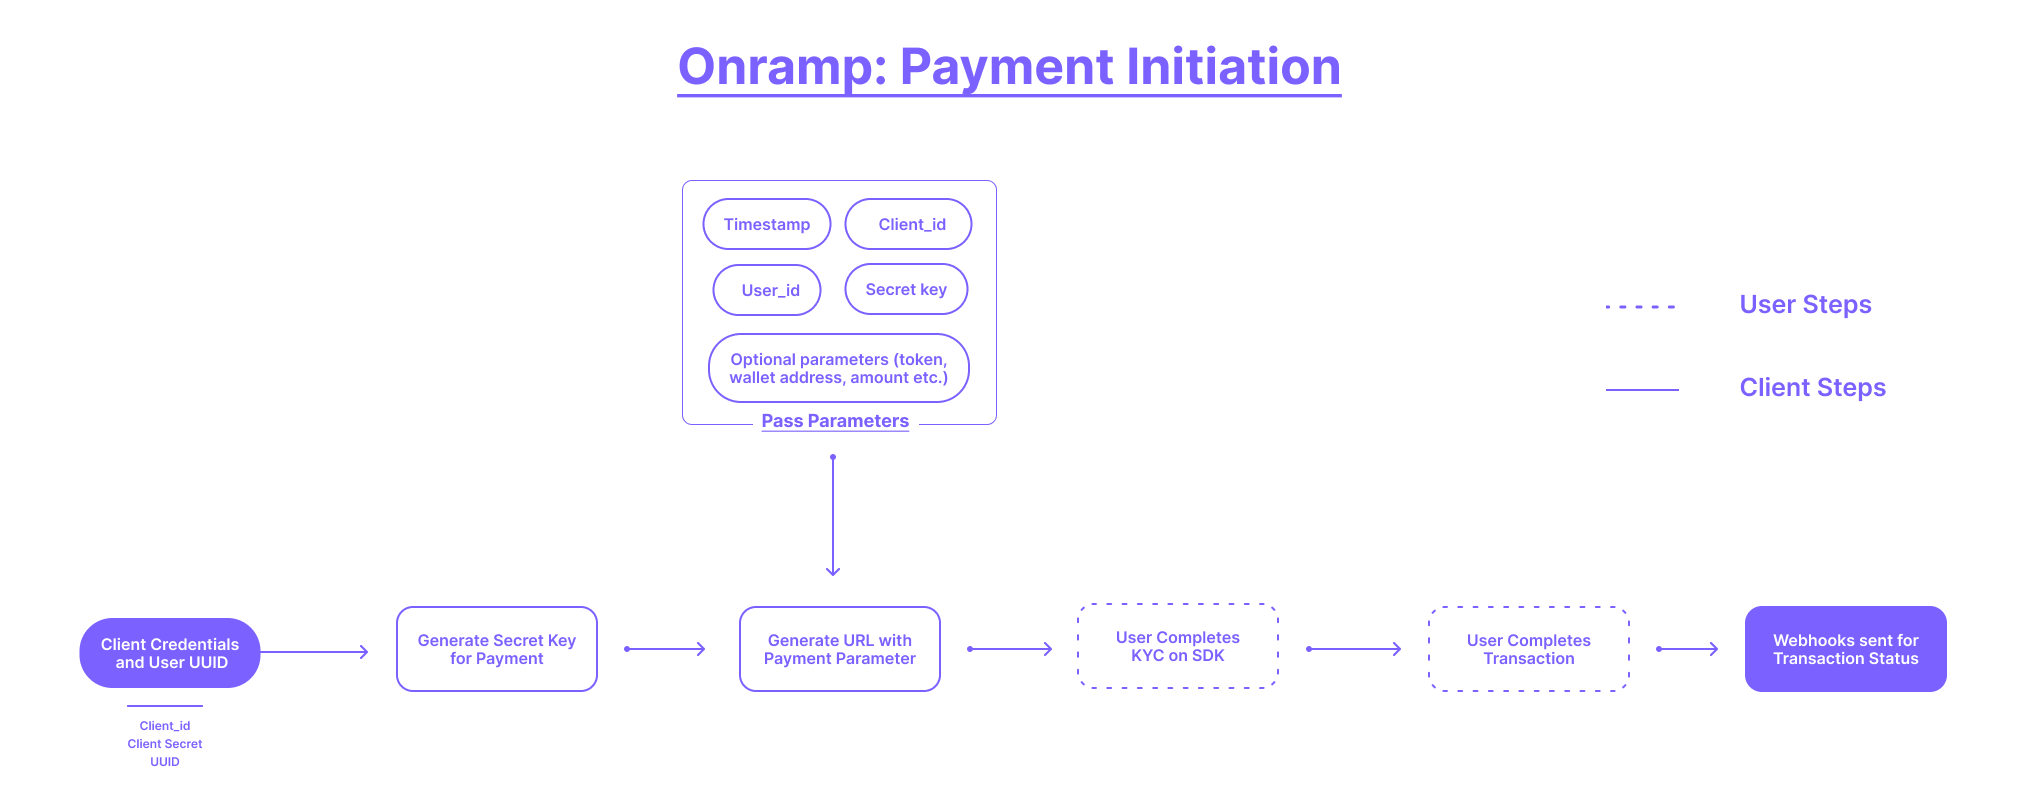 Onramp: Payment Initiation
Timestamp
Client_id
User_id
Secret key
Optional parameters (token,
wallet address, amount etc.)
Pass Parameters
User Steps
Client Steps
Client Credentials
and User UUID
Client_id
Client Secret
UUID
Generate Secret Key
for Payment
Generate URL with
Payment Parameter
User Completes
KYC on SDK
User Completes
Transaction
Webhooks sent for
Transaction Status